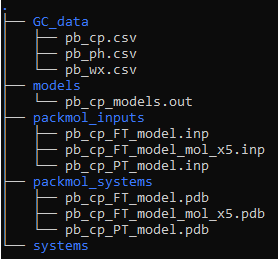 .
├── GC_data
│   ├── pb_cp.csv
│   ├── pb_ph.csv
│   └── pb_wx.csv
├── models
│   └── pb_cp_models.out
├── packmol_inputs
│   ├── pb_cp_FT_model.inp
│   ├── pb_cp_FT_model_mol_x5.inp
│   └── pb_cp_PT_model.inp
├── packmol_systems
│   ├── pb_cp_FT_model.pdb
│   ├── pb_cp_FT_model_mol_x5.pdb
│   └── pb_cp_PT_model.pdb
└── systems